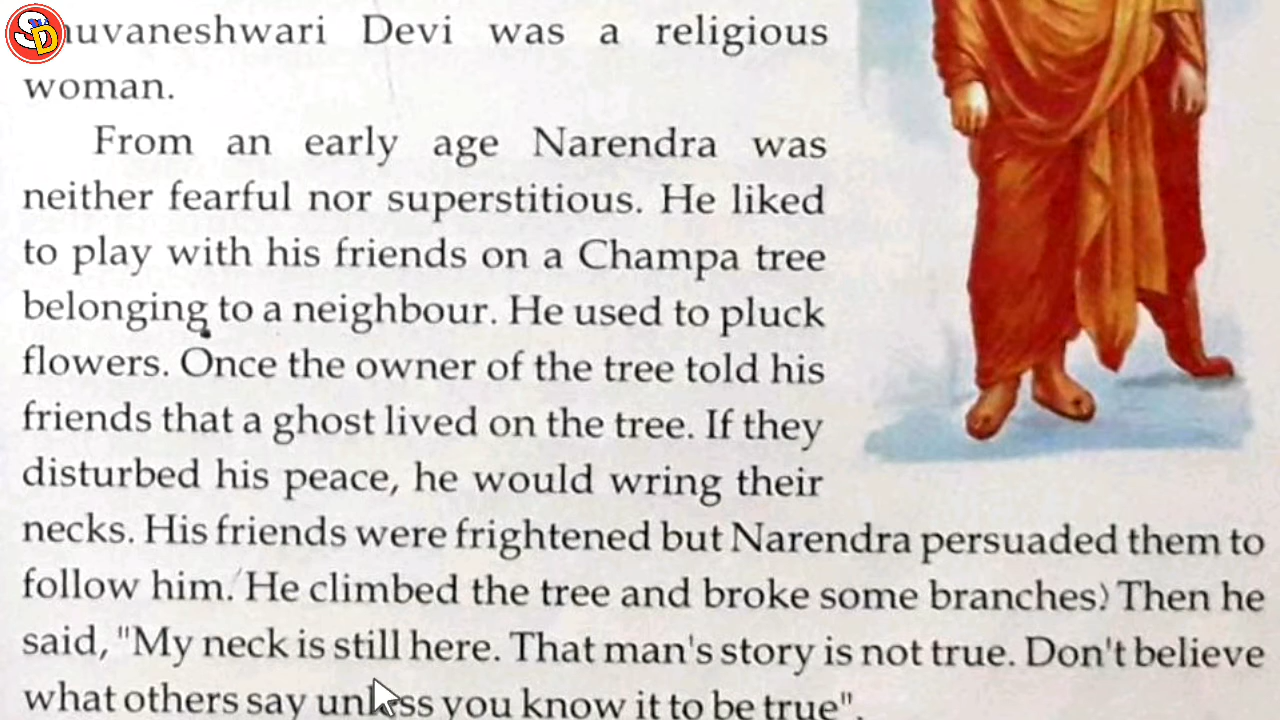 Bhuvaneshwari Devi was a religious
woman.
From an early age Narendra was
neither fearful nor superstitious. He liked
to play with his friends on a Champa tree
belonging to a neighbour. He used to pluck
flowers. Once the owner of the tree told his
friends that a ghost lived on the tree. If they
disturbed his peace, he would wring their
necks. His friends were frightened but Narendra persuaded them to
follow him. He climbed the tree and broke some branches) Then he
said, "My neck is still here. That man's story is not true. Don't believe
what others say unless you know it to be true".